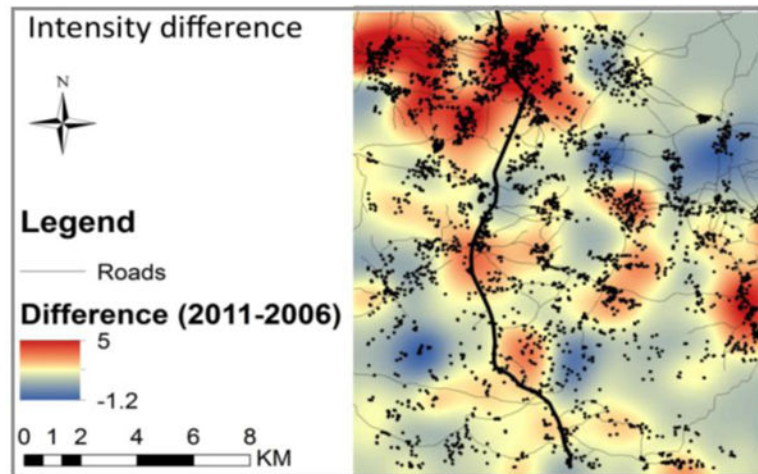 Intensity difference
N
Legend
Roads
Difference (2011-2006)
5
-1.2
0 1 2 4 6 8
KM